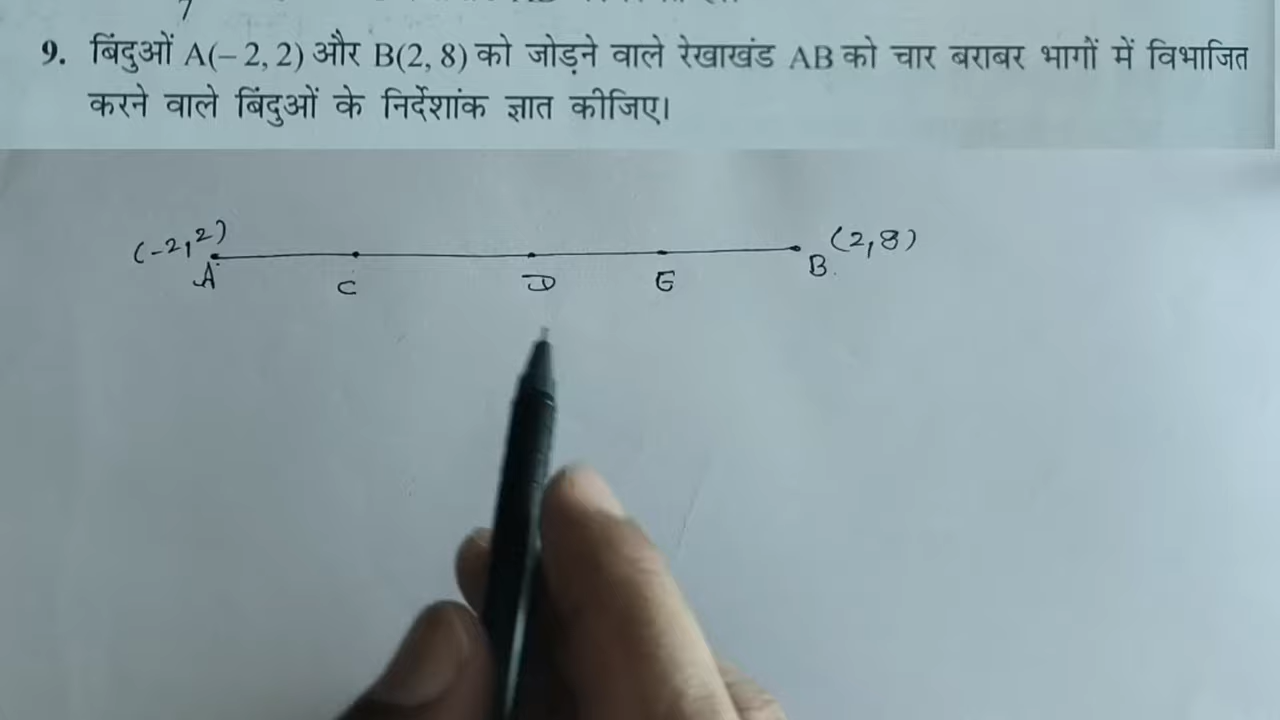 9. बिंदुओं A(– 2, 2) और B(2, 8) को जोड़ने वाले रेखाखंड AB को चार बराबर भागों में विभाजित
करने वाले बिंदुओं के निर्देशांक ज्ञात कीजिए।
(-2,2) (2,8)
A C D E B.